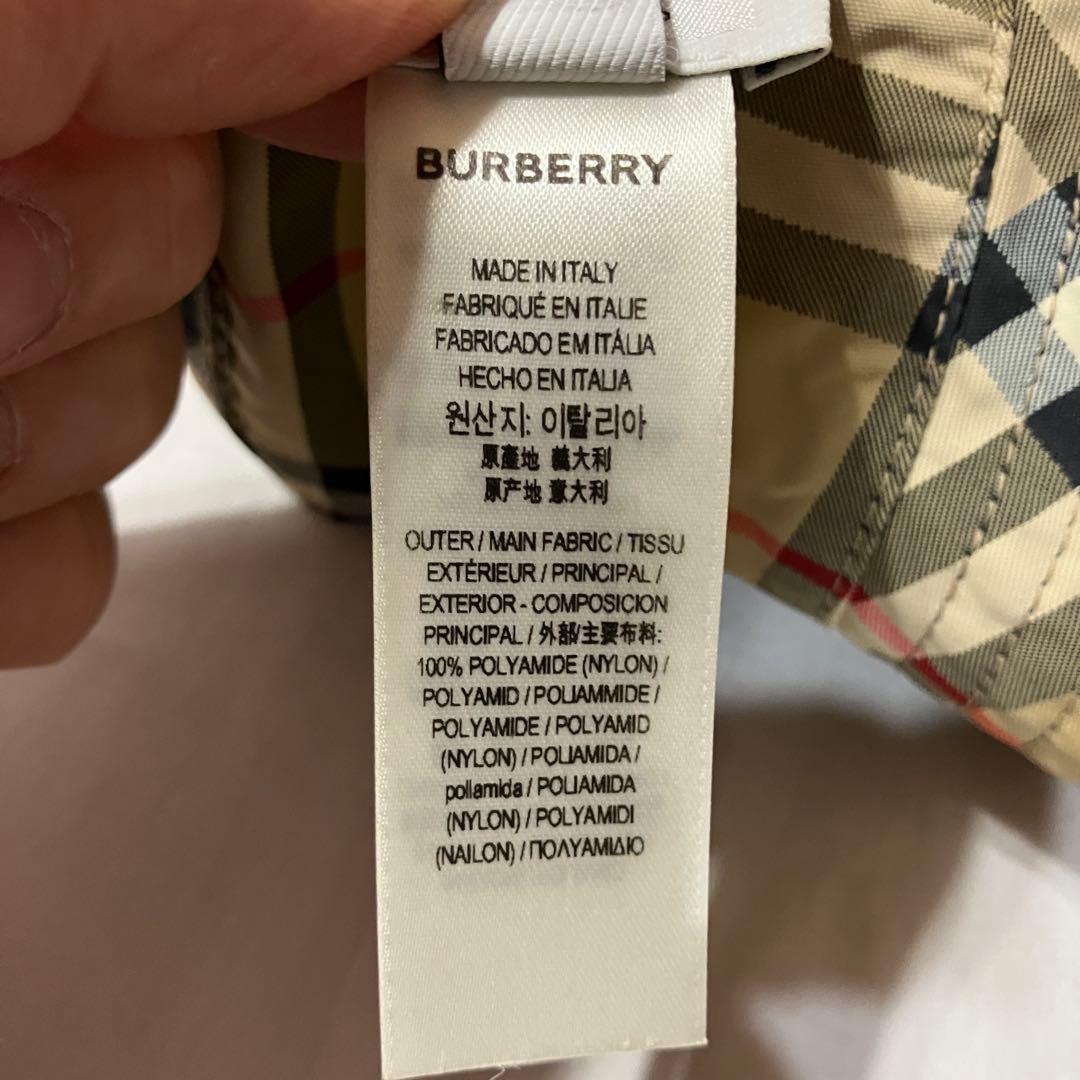 BURBERRY
MADE IN ITALY
FABRIQUÉ EN ITALIE
FABRICADO EM ITÁLIA
HECHO EN ITALIA
원산지: 이탈리아
原產地 義大利
原产地 意大利
OUTER / MAIN FABRIC / TISSU
EXTÉRIEUR / PRINCIPAL /
EXTERIOR - COMPOSICION
PRINCIPAL / 外部/主要布料:
100% POLYAMIDE (NYLON) /
POLYAMID / POLIAMMIDE /
POLYAMIDE / POLYAMID
(NYLON) / POLIAMIDA /
poliamida / POLIAMIDA
(NYLON) / POLYAMIDI
(NAILON) / ΠΟΛΥΑΜΙΔΙΟ